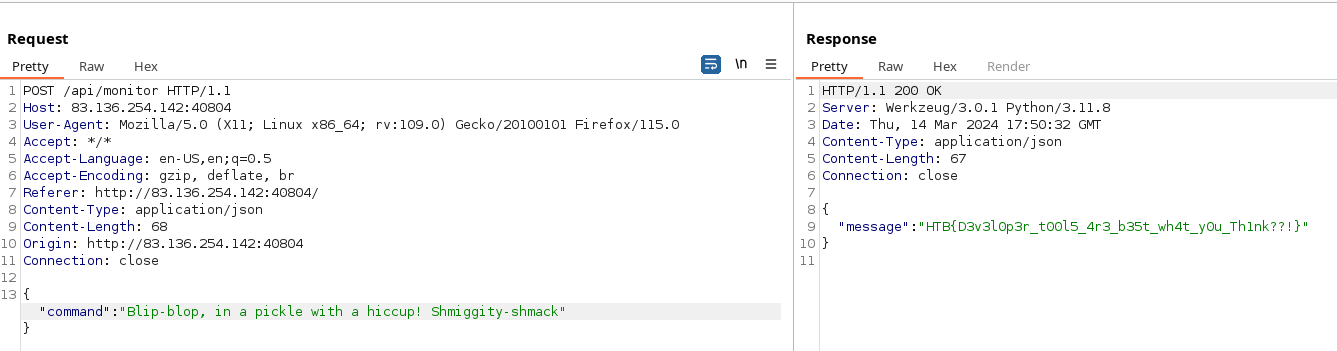 Request
Pretty Raw Hex \n
1 POST /api/monitor HTTP/1.1
2 Host: 83.136.254.142:40804
3 User-Agent: Mozilla/5.0 (X11; Linux x86_64; rv:109.0) Gecko/20100101 Firefox/115.0
4 Accept: */*
5 Accept-Language: en-US,en;q=0.5
6 Accept-Encoding: gzip, deflate, br
7 Referer: http://83.136.254.142:40804/
8 Content-Type: application/json
9 Content-Length: 68
10 Origin: http://83.136.254.142:40804
11 Connection: close
12
13 {
"command":"Blip-blop, in a pickle with a hiccup! Shmiggity-shmack"
}
Response
Pretty Raw Hex Render
1 HTTP/1.1 200 OK
2 Server: Werkzeug/3.0.1 Python/3.11.8
3 Date: Thu, 14 Mar 2024 17:50:32 GMT
4 Content-Type: application/json
5 Content-Length: 67
6 Connection: close
7
8 {
9 "message":"HTB{D3v3l0p3r_t00l5_4r3_b35t_wh4t_y0u_Th1nk??!}"
10 }
11